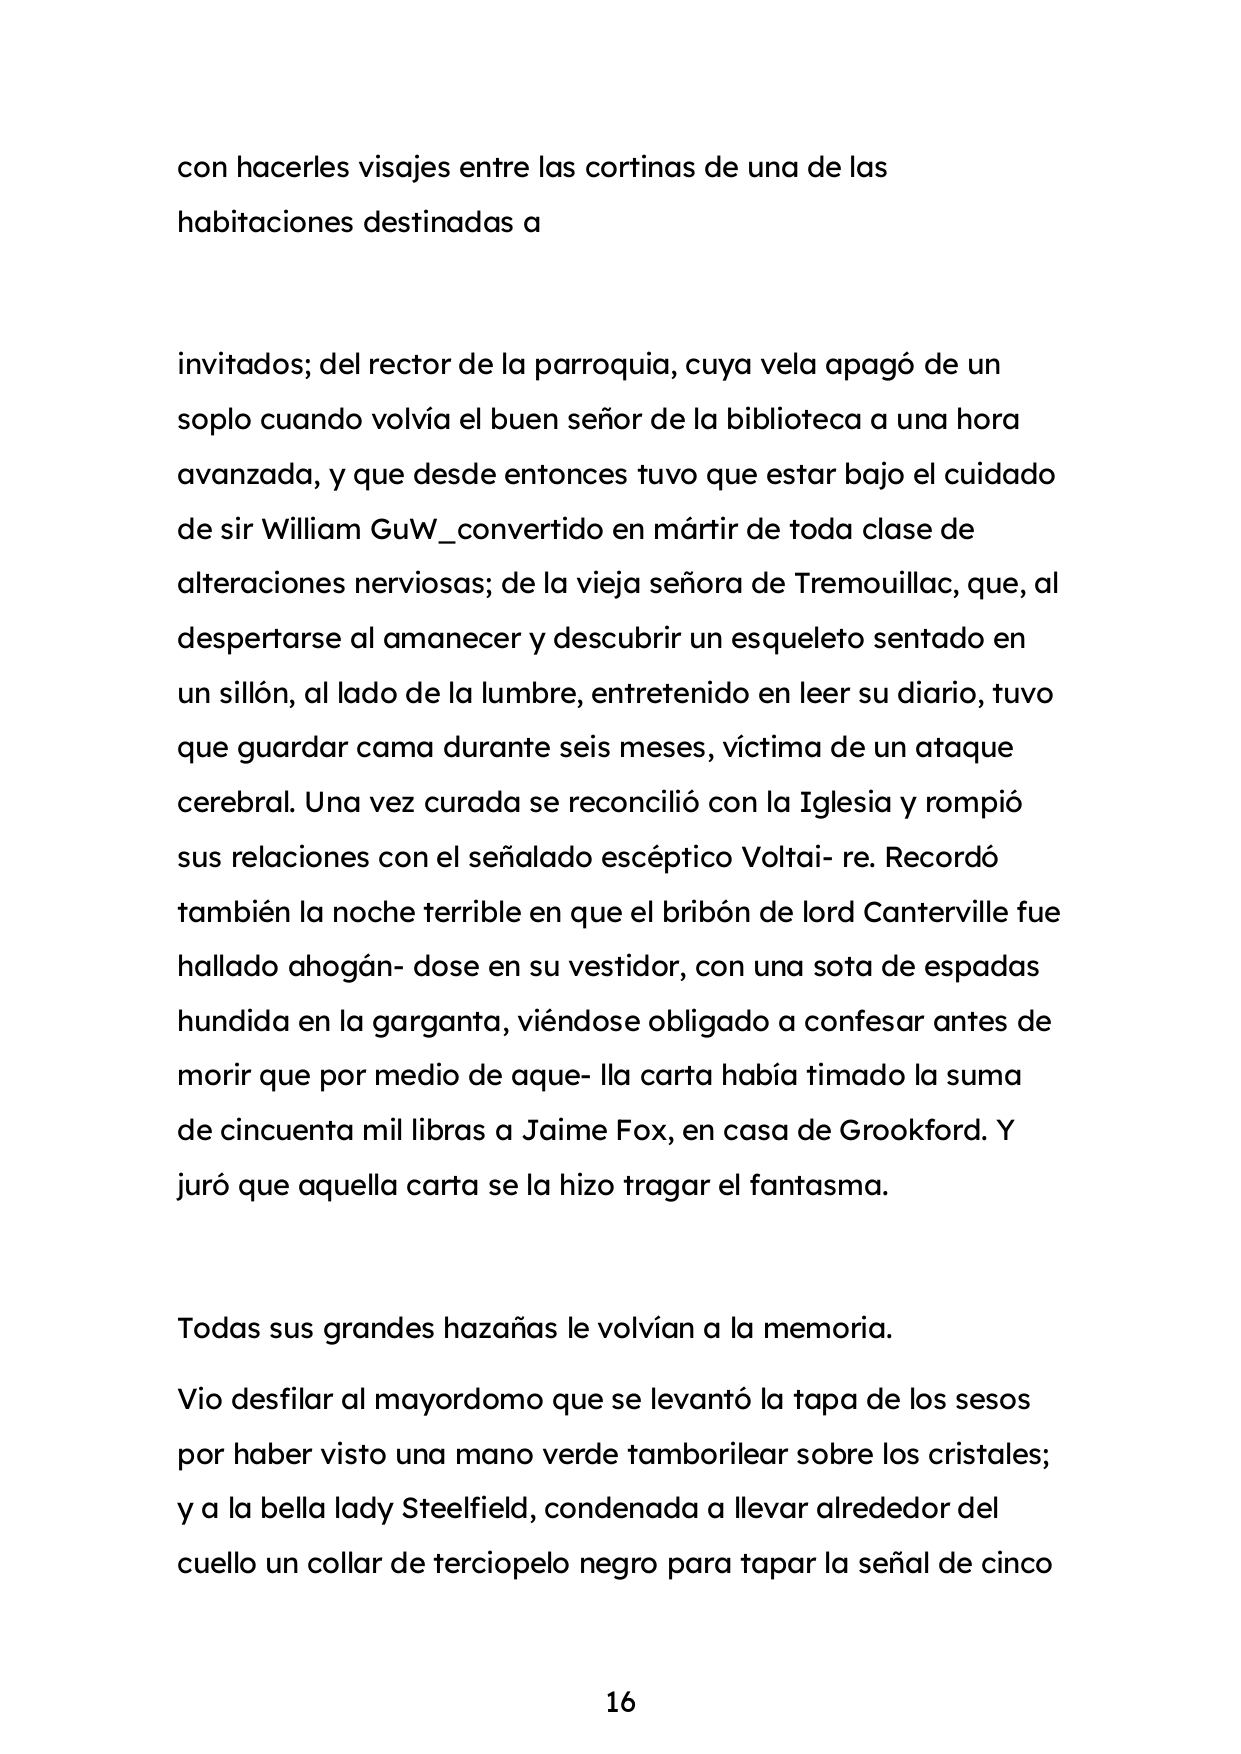 con hacerles visajes entre las cortinas de una de las
habitaciones destinadas a
invitados; del rector de la parroquia, cuya vela apagó de un
soplo cuando volvía el buen señor de la biblioteca a una hora
avanzada, y que desde entonces tuvo que estar bajo el cuidado
de sir William GuW_convertido en mártir de toda clase de
alteraciones nerviosas; de la vieja señora de Tremouillac, que, al
despertarse al amanecer y descubrir un esqueleto sentado en
un sillón, al lado de la lumbre, entretenido en leer su diario, tuvo
que guardar cama durante seis meses, víctima de un ataque
cerebral. Una vez curada se reconcilió con la Iglesia y rompió
sus relaciones con el señalado escéptico Voltai- re. Recordó
también la noche terrible en que el bribón de lord Canterville fue
hallado ahogán- dose en su vestidor, con una sota de espadas
hundida en la garganta, viéndose obligado a confesar antes de
morir que por medio de aque- lla carta había timado la suma
de cincuenta mil libras a Jaime Fox, en casa de Grookford. Y
juró que aquella carta se la hizo tragar el fantasma.
Todas sus grandes hazañas le volvían a la memoria.
Vio desfilar al mayordomo que se levantó la tapa de los sesos
por haber visto una mano verde tamborilear sobre los cristales;
y a la bella lady Steelfield, condenada a llevar alrededor del
cuello un collar de terciopelo negro para tapar la señal de cinco
16